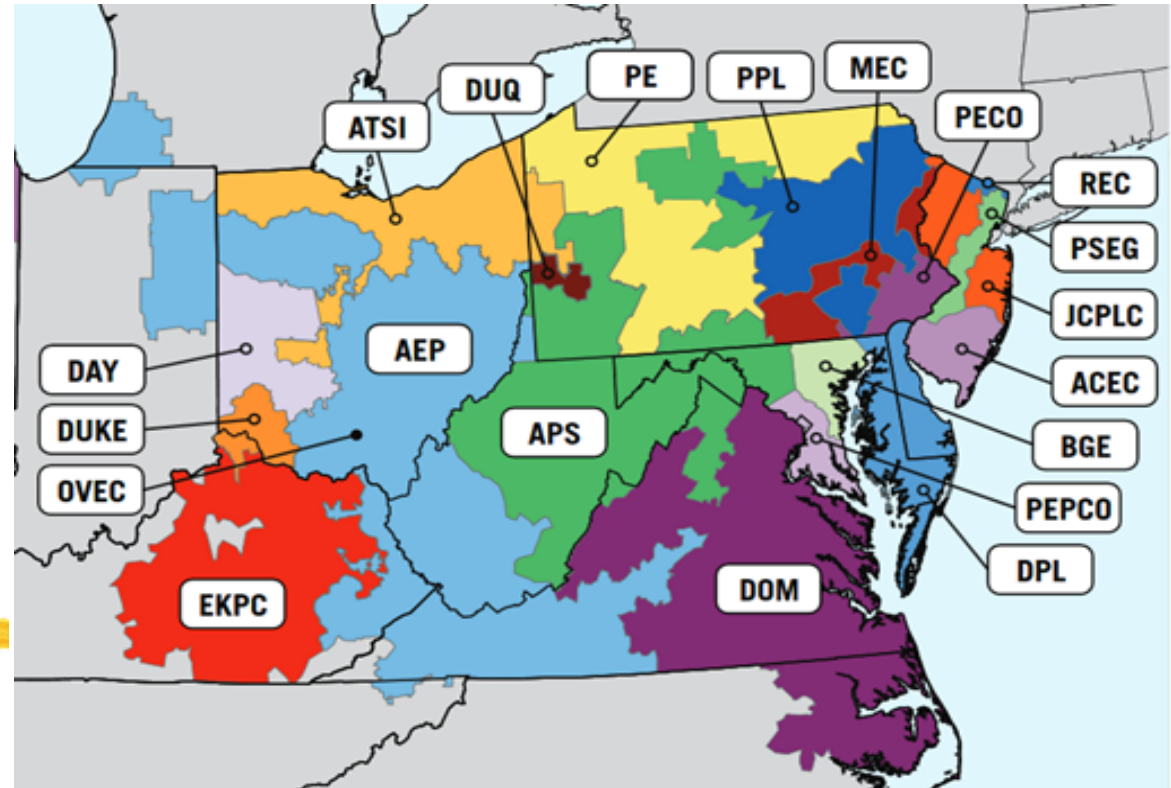 DUQ
PE
PPL
MEC
ATSI
PECO
REC
PSEG
JCPLC
DAY
AEP
ACEC
DUKE
APS
BGE
OVEC
PEPCO
DPL
EKPC
DOM